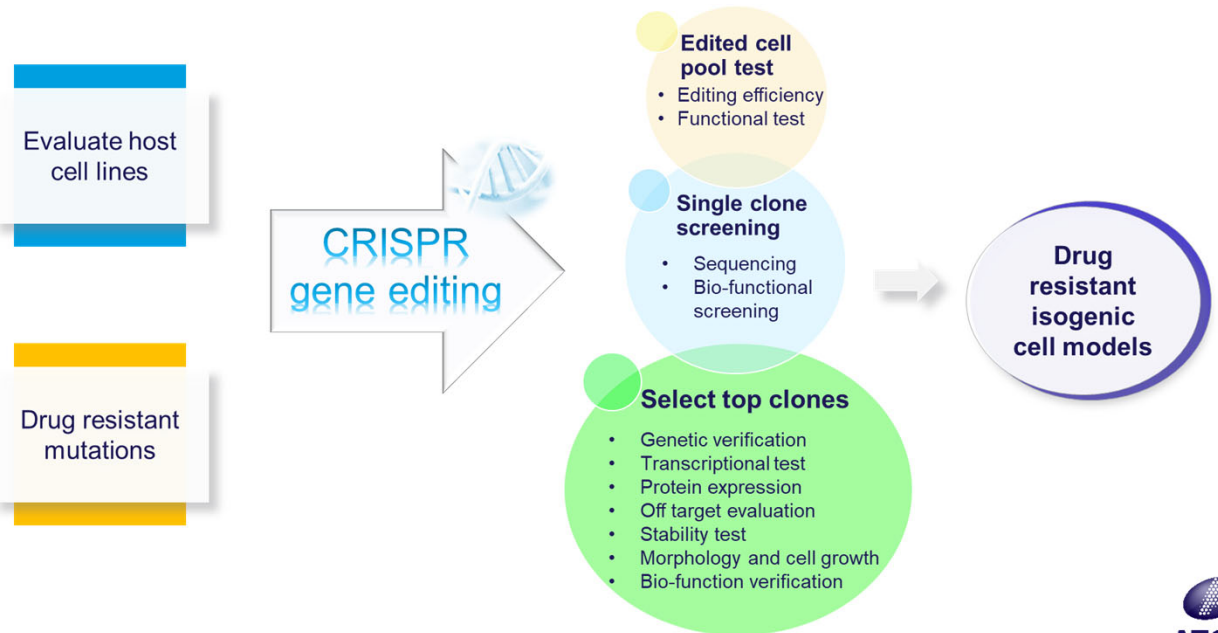 Evaluate host
cell lines
Drug resistant
mutations
CRISPR
gene editing
Edited cell
pool test
• Editing efficiency
• Functional test
Single clone
screening
• Sequencing
• Bio-functional
screening
Select top clones
• Genetic verification
• Transcriptional test
• Protein expression
• Off target evaluation
• Stability test
• Morphology and cell growth
• Bio-function verification
Drug
resistant
isogenic
cell models